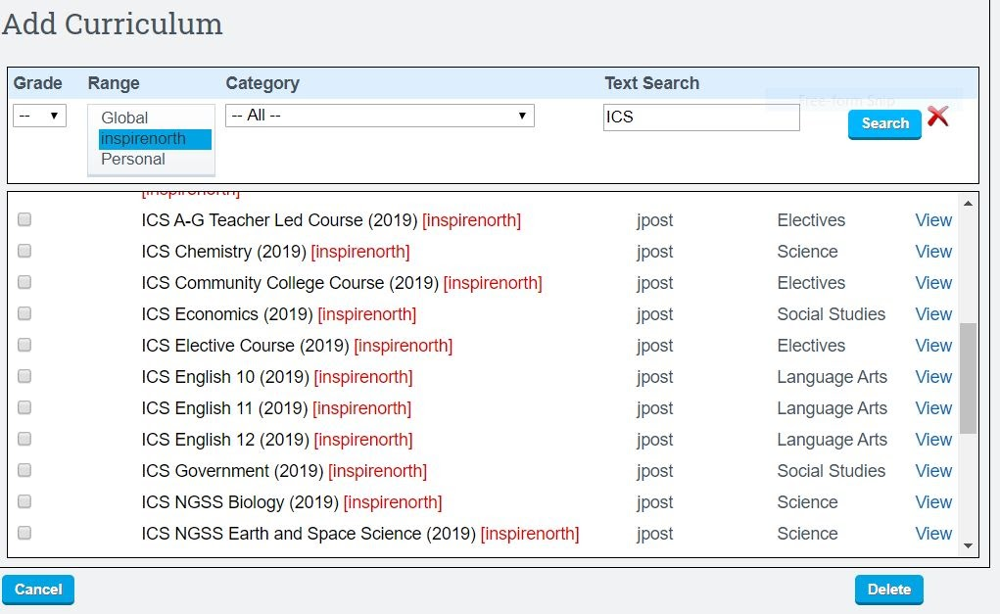 Add Curriculum
Grade Range Category Text Search
Free-form Snip
-- Global -- All -- ICS Search
inspirenorth
Personal
[inspirenorth]
ICS A-G Teacher Led Course (2019) [inspirenorth] jpost Electives View
ICS Chemistry (2019) [inspirenorth] jpost Science View
ICS Community College Course (2019) [inspirenorth] jpost Electives View
ICS Economics (2019) [inspirenorth] jpost Social Studies View
ICS Elective Course (2019) [inspirenorth] jpost Electives View
ICS English 10 (2019) [inspirenorth] jpost Language Arts View
ICS English 11 (2019) [inspirenorth] jpost Language Arts View
ICS English 12 (2019) [inspirenorth] jpost Language Arts View
ICS Government (2019) [inspirenorth] jpost Social Studies View
ICS NGSS Biology (2019) [inspirenorth] jpost Science View
ICS NGSS Earth and Space Science (2019) [inspirenorth] jpost Science View
Cancel Delete